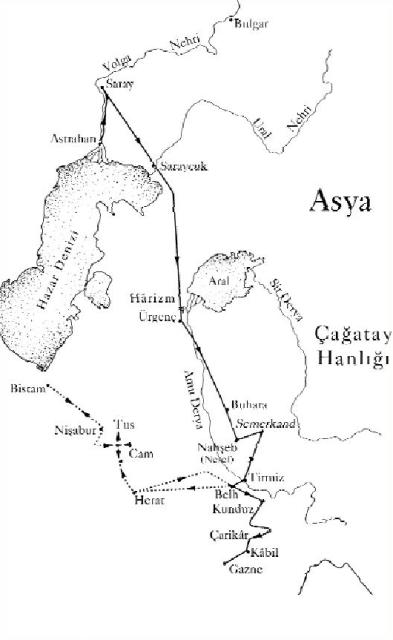 Bulgar
Volga Nehri
Saray
Ural Nehri
Astrahan
Saraycuk
Asya
Hazar Denizi
Aral
Hârizm
Ürgenç
Sir Derya
Çağatay
Hanlığı
Amu Derya
Bistam
Buhara
Semerkand
Nişabur
Tus
Cam
Nahşeb
(Nesef)
Tirmiz
Herat
Belh
Kunduz
Çarikâr
Kâbil
Gazne